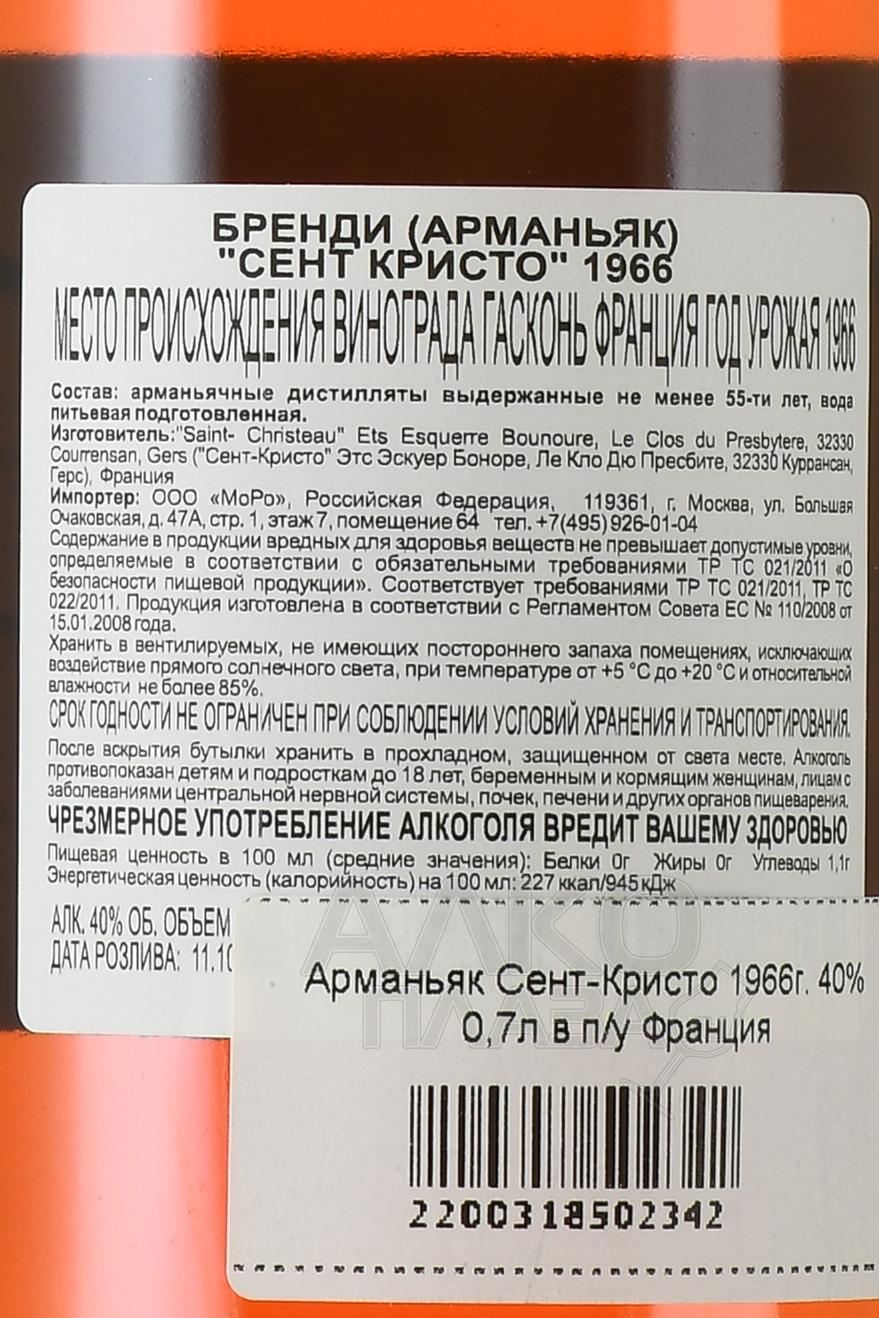 БРЕНДИ (АРМАНЬЯК)
"СЕНТ КРИСТО" 1966
МЕСТО ПРОИСХОЖДЕНИЯ ВИНОГРАДА ГАСКОНЬ ФРАНЦИЯ ГОД УРОЖАЯ 1966
Состав: арманьячные дистилляты выдержанные не менее 55-ти лет, вода
питьевая подготовленная.
Изготовитель:"Saint- Christeau" Ets Esquerre Bounoure, Le Clos du Presbytere, 32330
Courrensan, Gers ("Сент-Кристо" Этс Эскуер Боноре, Ле Кло Дю Пресбите, 32330 Куррансан,
Герс), Франция
Импортер: ООО «МоРо», Российская Федерация, 119361, г. Москва, ул. Большая
Очаковская, д. 47А, стр. 1, этаж 7, помещение 64 тел. +7(495) 926-01-04
Содержание в продукции вредных для здоровья веществ не превышает допустимые уровни,
определяемые в соответствии с обязательными требованиями ТР ТС 021/2011 «О
безопасности пищевой продукции». Соответствует требованиями ТР ТС 021/2011, ТР ТС
022/2011. Продукция изготовлена в соответствии с Регламентом Совета ЕС № 110/2008 от
15.01.2008 года.
Хранить в вентилируемых, не имеющих постороннего запаха помещениях, исключающих
воздействие прямого солнечного света, при температуре от +5 °С до +20 °С и относительной
влажности не более 85%.
СРОК ГОДНОСТИ НЕ ОГРАНИЧЕН ПРИ СОБЛЮДЕНИИ УСЛОВИЙ ХРАНЕНИЯ И ТРАНСПОРТИРОВАНИЯ.
После вскрытия бутылки хранить в прохладном, защищенном от света месте. Алкоголь
противопоказан детям и подросткам до 18 лет, беременным и кормящим женщинам, лицам с
заболеваниями центральной нервной системы, почек, печени и других органов пищеварения.
ЧРЕЗМЕРНОЕ УПОТРЕБЛЕНИЕ АЛКОГОЛЯ ВРЕДИТ ВАШЕМУ ЗДОРОВЬЮ
Пищевая ценность в 100 мл (средние значения): Белки 0г Жиры 0г Углеводы 1,1г
Энергетическая ценность (калорийность) на 100 мл: 227 ккал/945 кДж
АЛК. 40% ОБ. ОБЪЕМ
ДАТА РОЗЛИВА: 11.10
АЛКО
ПЛАЗА
Арманьяк Сент-Кристо 1966г. 40%
0,7л в п/у Франция
2200318502342